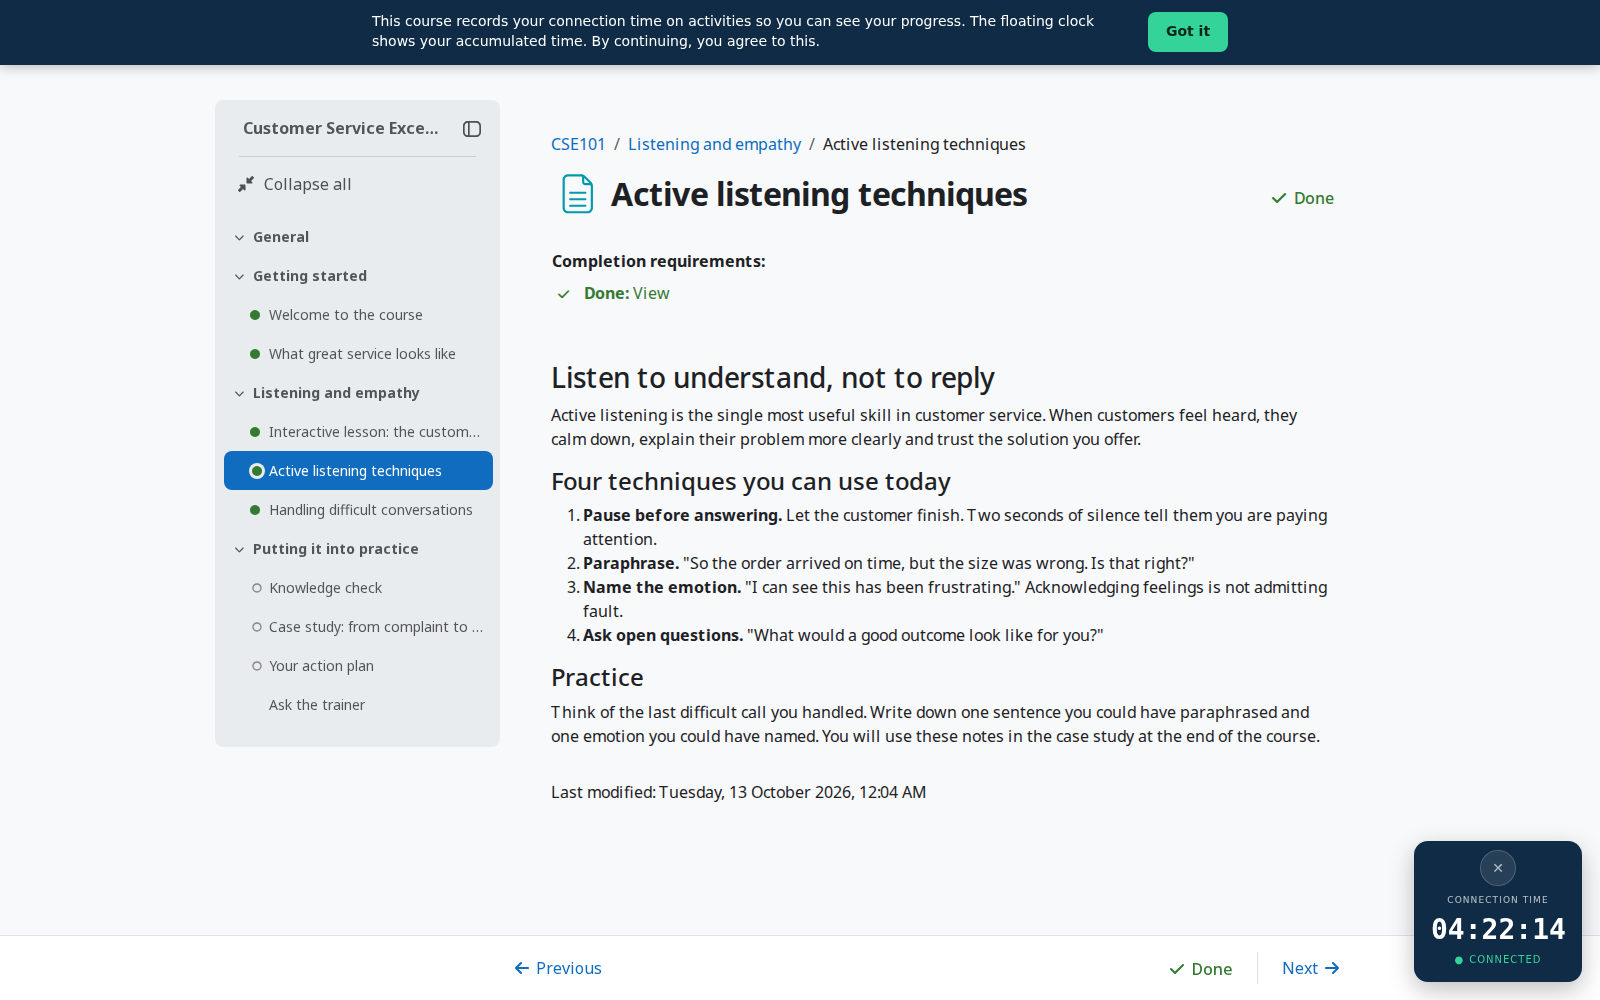 This course records your connection time on activities so you can see your progress. The floating clock
shows your accumulated time. By continuing, you agree to this.
Got it
Customer Service Exce...
Collapse all
General
Getting started
Welcome to the course
What great service looks like
Listening and empathy
Interactive lesson: the custom...
Active listening techniques
Handling difficult conversations
Putting it into practice
Knowledge check
Case study: from complaint to ...
Your action plan
Ask the trainer
CSE101 / Listening and empathy / Active listening techniques
Active listening techniques
Done
Completion requirements:
Done: View
Listen to understand, not to reply
Active listening is the single most useful skill in customer service. When customers feel heard, they
calm down, explain their problem more clearly and trust the solution you offer.
Four techniques you can use today
1. Pause before answering. Let the customer finish. Two seconds of silence tell them you are paying
attention.
2. Paraphrase. "So the order arrived on time, but the size was wrong. Is that right?"
3. Name the emotion. "I can see this has been frustrating." Acknowledging feelings is not admitting
fault.
4. Ask open questions. "What would a good outcome look like for you?"
Practice
Think of the last difficult call you handled. Write down one sentence you could have paraphrased and
one emotion you could have named. You will use these notes in the case study at the end of the course.
Last modified: Tuesday, 13 October 2026, 12:04 AM
Previous
Done
Next
CONNECTION TIME
04:22:14
CONNECTED